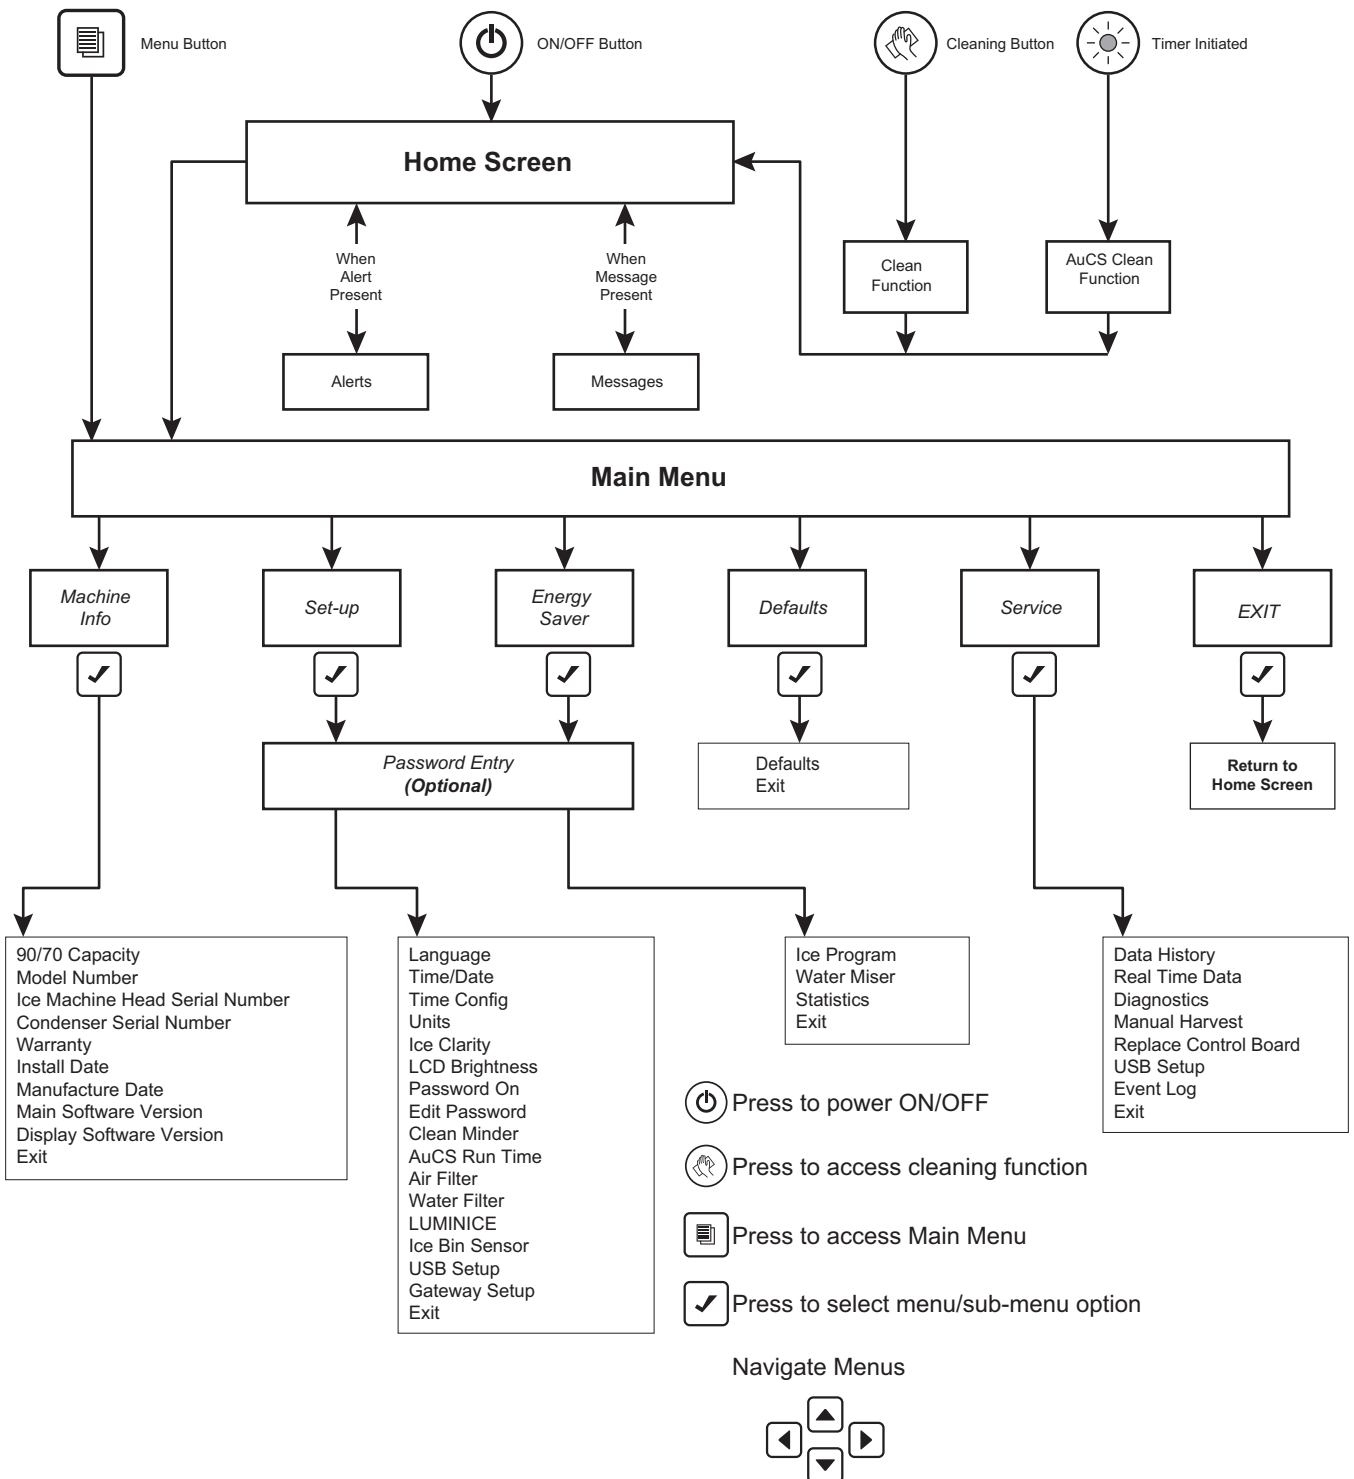 Menu Button
ON/OFF Button
Cleaning Button
Timer Initiated
Home Screen
When
Alert
Present
When
Message
Present
Clean
Function
AuCS Clean
Function
Alerts
Messages
Main Menu
Machine
Info
Set-up
Energy
Saver
Defaults
Service
EXIT
Password Entry
(Optional)
Defaults
Exit
Return to
Home Screen
90/70 Capacity
Model Number
Ice Machine Head Serial Number
Condenser Serial Number
Warranty
Install Date
Manufacture Date
Main Software Version
Display Software Version
Exit
Language
Time/Date
Time Config
Units
Ice Clarity
LCD Brightness
Password On
Edit Password
Clean Minder
AuCS Run Time
Air Filter
Water Filter
LUMINICE
Ice Bin Sensor
USB Setup
Gateway Setup
Exit
Ice Program
Water Miser
Statistics
Exit
Data History
Real Time Data
Diagnostics
Manual Harvest
Replace Control Board
USB Setup
Event Log
Exit
Press to power ON/OFF
Press to access cleaning function
Press to access Main Menu
Press to select menu/sub-menu option
Navigate Menus